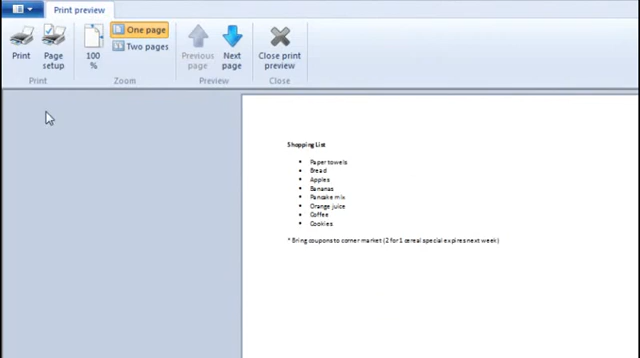 Print preview
Print
Page setup
Print
100 %
One page
Two pages
Zoom
Previous page
Next page
Preview
Close print preview
Close
Shopping List
• Paper towels
• Bread
• Apples
• Bananas
• Pancake mix
• Orange juice
• Coffee
• Cookies
* Bring coupons to corner market (2 for 1 cereal special expires next week)